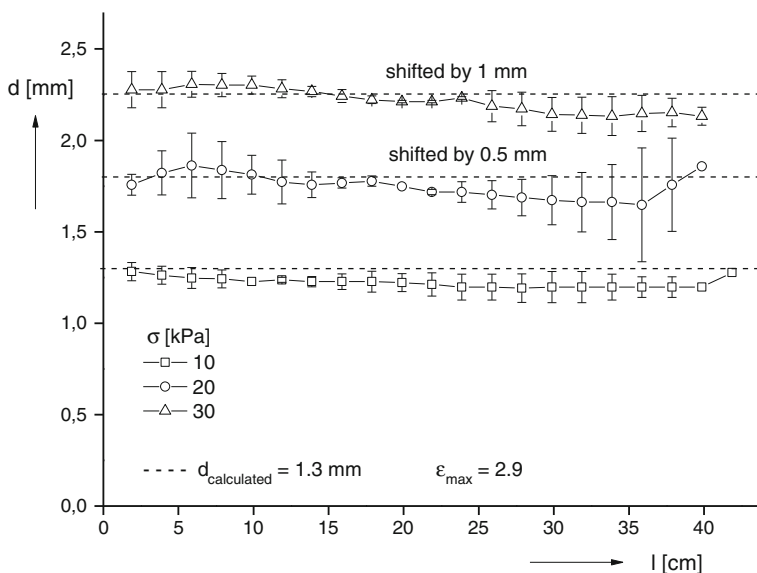 2,5
d [mm]
2,0
1,5
1,0
0,5
0,0
shifted by 1 mm
shifted by 0.5 mm
σ [kPa]
10
20
30
d calculated = 1.3 mm
ε max = 2.9
0 5 10 15 20 25 30 35 40
l [cm]